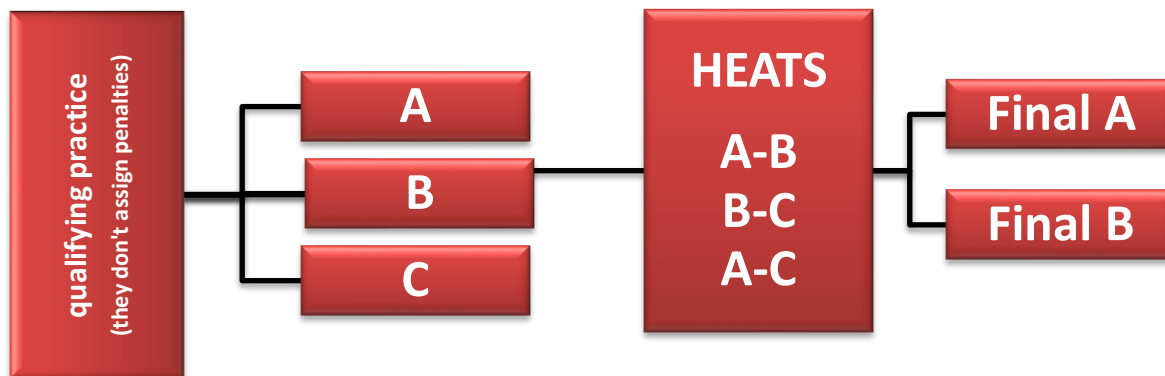 qualifying practice
(they don't assign penalties)
A
B
C
HEATS
A-B
B-C
A-C
Final A
Final B